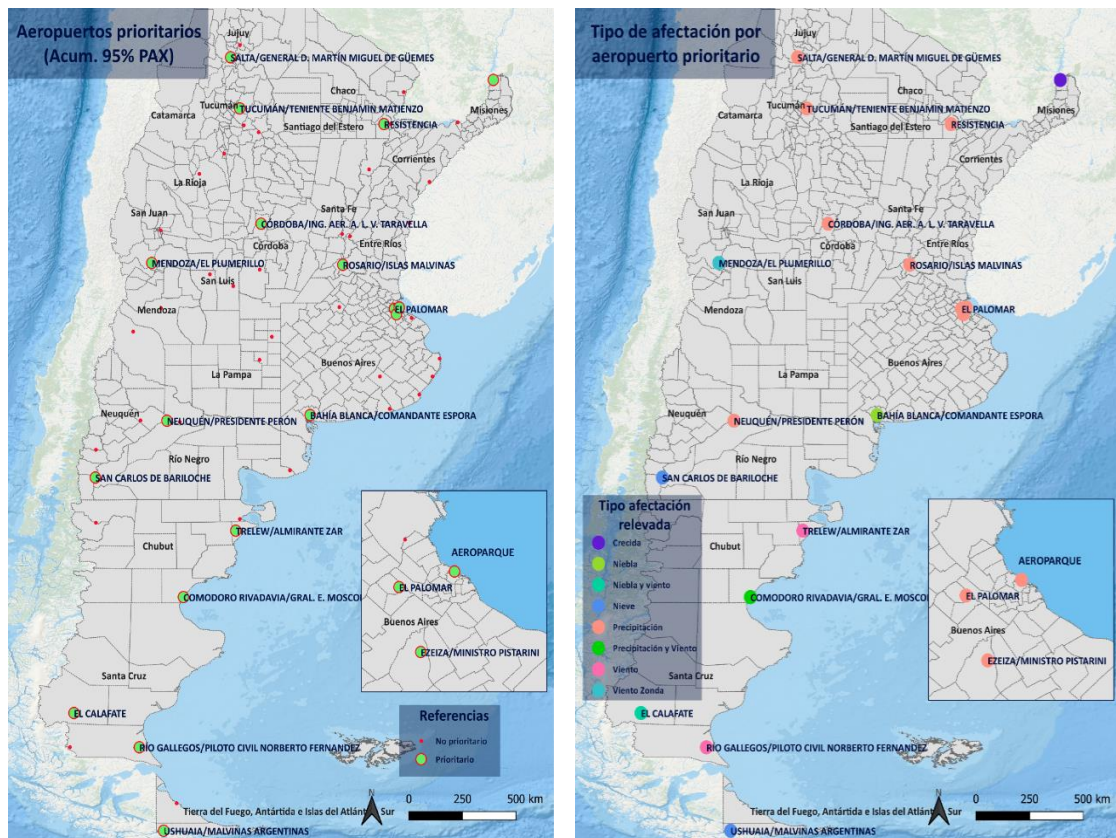 Aeropuertos prioritarios
(Acum. 95% PAX)
Jujuy
SALTA/GENERAL D. MARTÍN MIGUEL DE GÜEMES
Chaco
Tucumán
TUCUMÁN/TENIENTE BENJAMIN MATIENZO
Misiones
Catamarca
Santiago del Estero
RESISTENCIA
Corrientes
La Rioja
San Juan
Santa Fe
CÓRDOBA/ING. AER. A. L. V. TARAVELLA
Córdoba
Entre Ríos
MENDOZA/EL PLUMERILLO
ROSARIO/ISLAS MALVINAS
San Luis
Mendoza
EL PALOMAR
Buenos Aires
La Pampa
Neuquén
BAHÍA BLANCA/COMANDANTE ESPORA
NEUQUÉN/PRESIDENTE PERÓN
Río Negro
SAN CARLOS DE BARILOCHE
TRELEW/ALMIRANTE ZAR
Chubut
AEROPARQUE
EL PALOMAR
COMODORO RIVADAVIA/GRAL. E. MOSCO
Buenos Aires
EZEIZA/MINISTRO PISTARINI
Santa Cruz
EL CALAFATE
Referencias
No prioritario
Prioritario
RÍO GALLEGOS/PILOTO CIVIL NORBERTO FERNANDEZ
Tierra del Fuego, Antártida e Islas del Atlántico Sur
0 250 500 km
USHUAIA/MALVINAS ARGENTINAS
Tipo de afectación por
aeropuerto prioritario
Jujuy
SALTA/GENERAL D. MARTÍN MIGUEL DE GÜEMES
Chaco
Tucumán
TUCUMÁN/TENIENTE BENJAMIN MATIENZO
Misiones
Catamarca
Santiago del Estero
RESISTENCIA
Corrientes
La Rioja
San Juan
Santa Fe
CÓRDOBA/ING. AER. A. L. V. TARAVELLA
Córdoba
Entre Ríos
MENDOZA/EL PLUMERILLO
ROSARIO/ISLAS MALVINAS
San Luis
Mendoza
EL PALOMAR
Buenos Aires
La Pampa
Neuquén
BAHÍA BLANCA/COMANDANTE ESPORA
NEUQUÉN/PRESIDENTE PERÓN
Río Negro
SAN CARLOS DE BARILOCHE
Tipo afectación
relevada
Crecida
Niebla
Niebla y viento
Nieve
Precipitación
Precipitación y Viento
Viento
Viento Zonda
TRELEW/ALMIRANTE ZAR
Chubut
AEROPARQUE
EL PALOMAR
COMODORO RIVADAVIA/GRAL. E. MOSCO
Buenos Aires
EZEIZA/MINISTRO PISTARINI
Santa Cruz
EL CALAFATE
RÍO GALLEGOS/PILOTO CIVIL NORBERTO FERNANDEZ
Tierra del Fuego, Antártida e Islas del Atlántico Sur
0 250 500 km
USHUAIA/MALVINAS ARGENTINAS